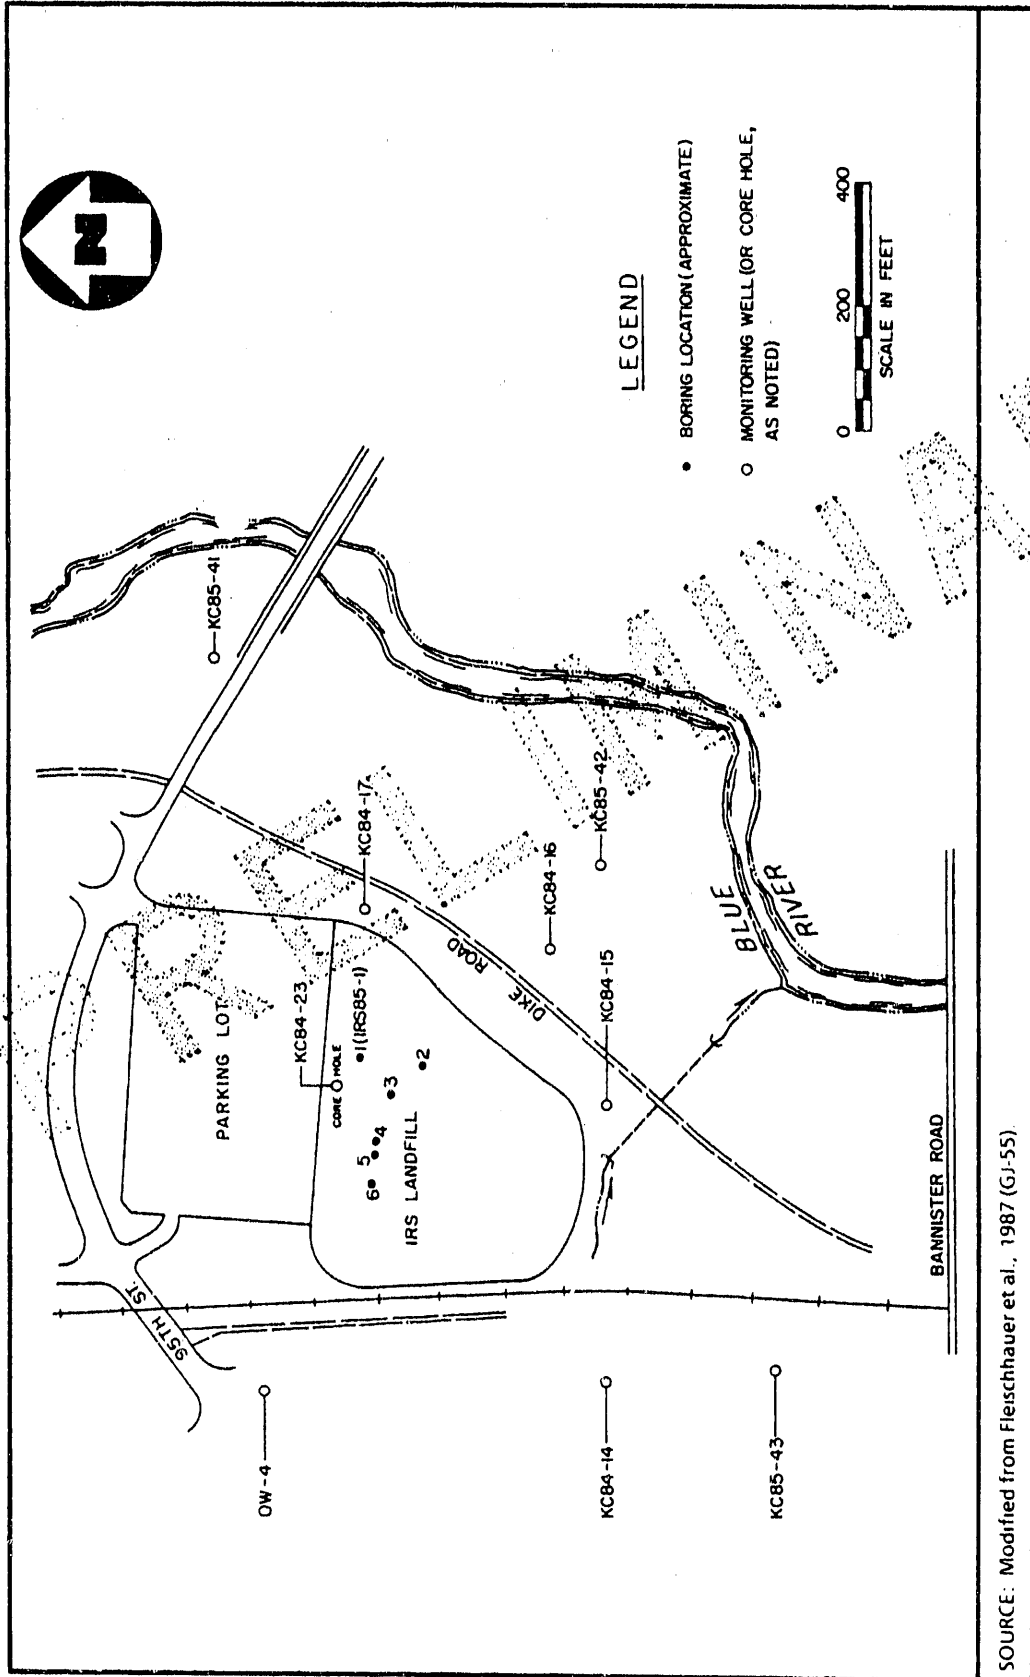 N
KC85-41
95TH ST.
PARKING LOT
OW-4
KC84-23
CORE HOLE
KC84-17
1(IRS85-1)
2
3
4
5
6
IRS LANDFILL
DIKE ROAD
KC84-16
KC85-42
KC84-15
KC84-14
KC85-43
BLUE RIVER
BANNISTER ROAD
LEGEND
BORING LOCATION (APPROXIMATE)
MONITORING WELL (OR CORE HOLE,
AS NOTED)
0 200 400
SCALE IN FEET
SOURCE: Modified from Fleischhauer et al., 1987 (GJ-55).